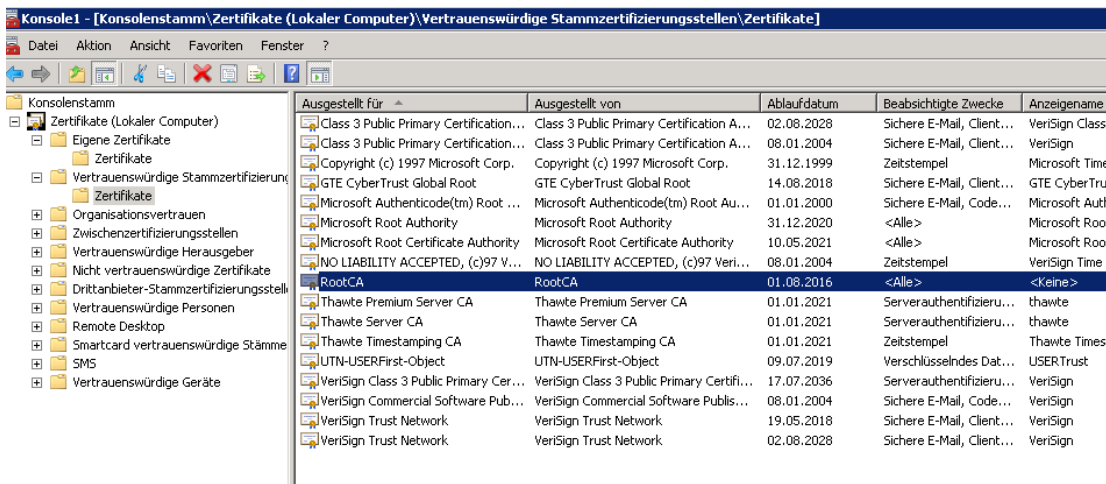 Konsole1 - [Konsolenstamm\Zertifikate (Lokaler Computer)\Vertrauenswürdige Stammzertifizierungsstellen\Zertifikate]
Datei Aktion Ansicht Favoriten Fenster ?
Konsolenstamm
Zertifikate (Lokaler Computer)
Eigene Zertifikate
Zertifikate
Vertrauenswürdige Stammzertifizierung
Zertifikate
Organisationsvertrauen
Zwischenzertifizierungsstellen
Vertrauenswürdige Herausgeber
Nicht vertrauenswürdige Zertifikate
Drittanbieter-Stammzertifizierungsstell
Vertrauenswürdige Personen
Remote Desktop
Smartcard vertrauenswürdige Stämme
SMS
Vertrauenswürdige Geräte
Ausgestellt für Ausgestellt von Ablaufdatum Beabsichtigte Zwecke Anzeigename
Class 3 Public Primary Certification... Class 3 Public Primary Certification A... 02.08.2028 Sichere E-Mail, Client... VeriSign Class
Class 3 Public Primary Certification... Class 3 Public Primary Certification A... 08.01.2004 Sichere E-Mail, Client... VeriSign
Copyright (c) 1997 Microsoft Corp. Copyright (c) 1997 Microsoft Corp. 31.12.1999 Zeitstempel Microsoft Time
GTE CyberTrust Global Root GTE CyberTrust Global Root 14.08.2018 Sichere E-Mail, Client... GTE CyberTru
Microsoft Authenticode(tm) Root ... Microsoft Authenticode(tm) Root Au... 01.01.2000 Sichere E-Mail, Code... Microsoft Auth
Microsoft Root Authority Microsoft Root Authority 31.12.2020 <Alle> Microsoft Roo
Microsoft Root Certificate Authority Microsoft Root Certificate Authority 10.05.2021 <Alle> Microsoft Roo
NO LIABILITY ACCEPTED, (c)97 V... NO LIABILITY ACCEPTED, (c)97 Veri... 08.01.2004 Zeitstempel VeriSign Time
RootCA RootCA 01.08.2016 <Alle> <Keine>
Thawte Premium Server CA Thawte Premium Server CA 01.01.2021 Serverauthentifizieru... thawte
Thawte Server CA Thawte Server CA 01.01.2021 Serverauthentifizieru... thawte
Thawte Timestamping CA Thawte Timestamping CA 01.01.2021 Zeitstempel Thawte Times
UTN-USERFirst-Object UTN-USERFirst-Object 09.07.2019 Verschlüsselndes Dat... USERTrust
VeriSign Class 3 Public Primary Cer... VeriSign Class 3 Public Primary Certifi... 17.07.2036 Serverauthentifizieru... VeriSign
VeriSign Commercial Software Pub... VeriSign Commercial Software Publis... 08.01.2004 Sichere E-Mail, Code... VeriSign
VeriSign Trust Network VeriSign Trust Network 19.05.2018 Sichere E-Mail, Client... VeriSign
VeriSign Trust Network VeriSign Trust Network 02.08.2028 Sichere E-Mail, Client... VeriSign